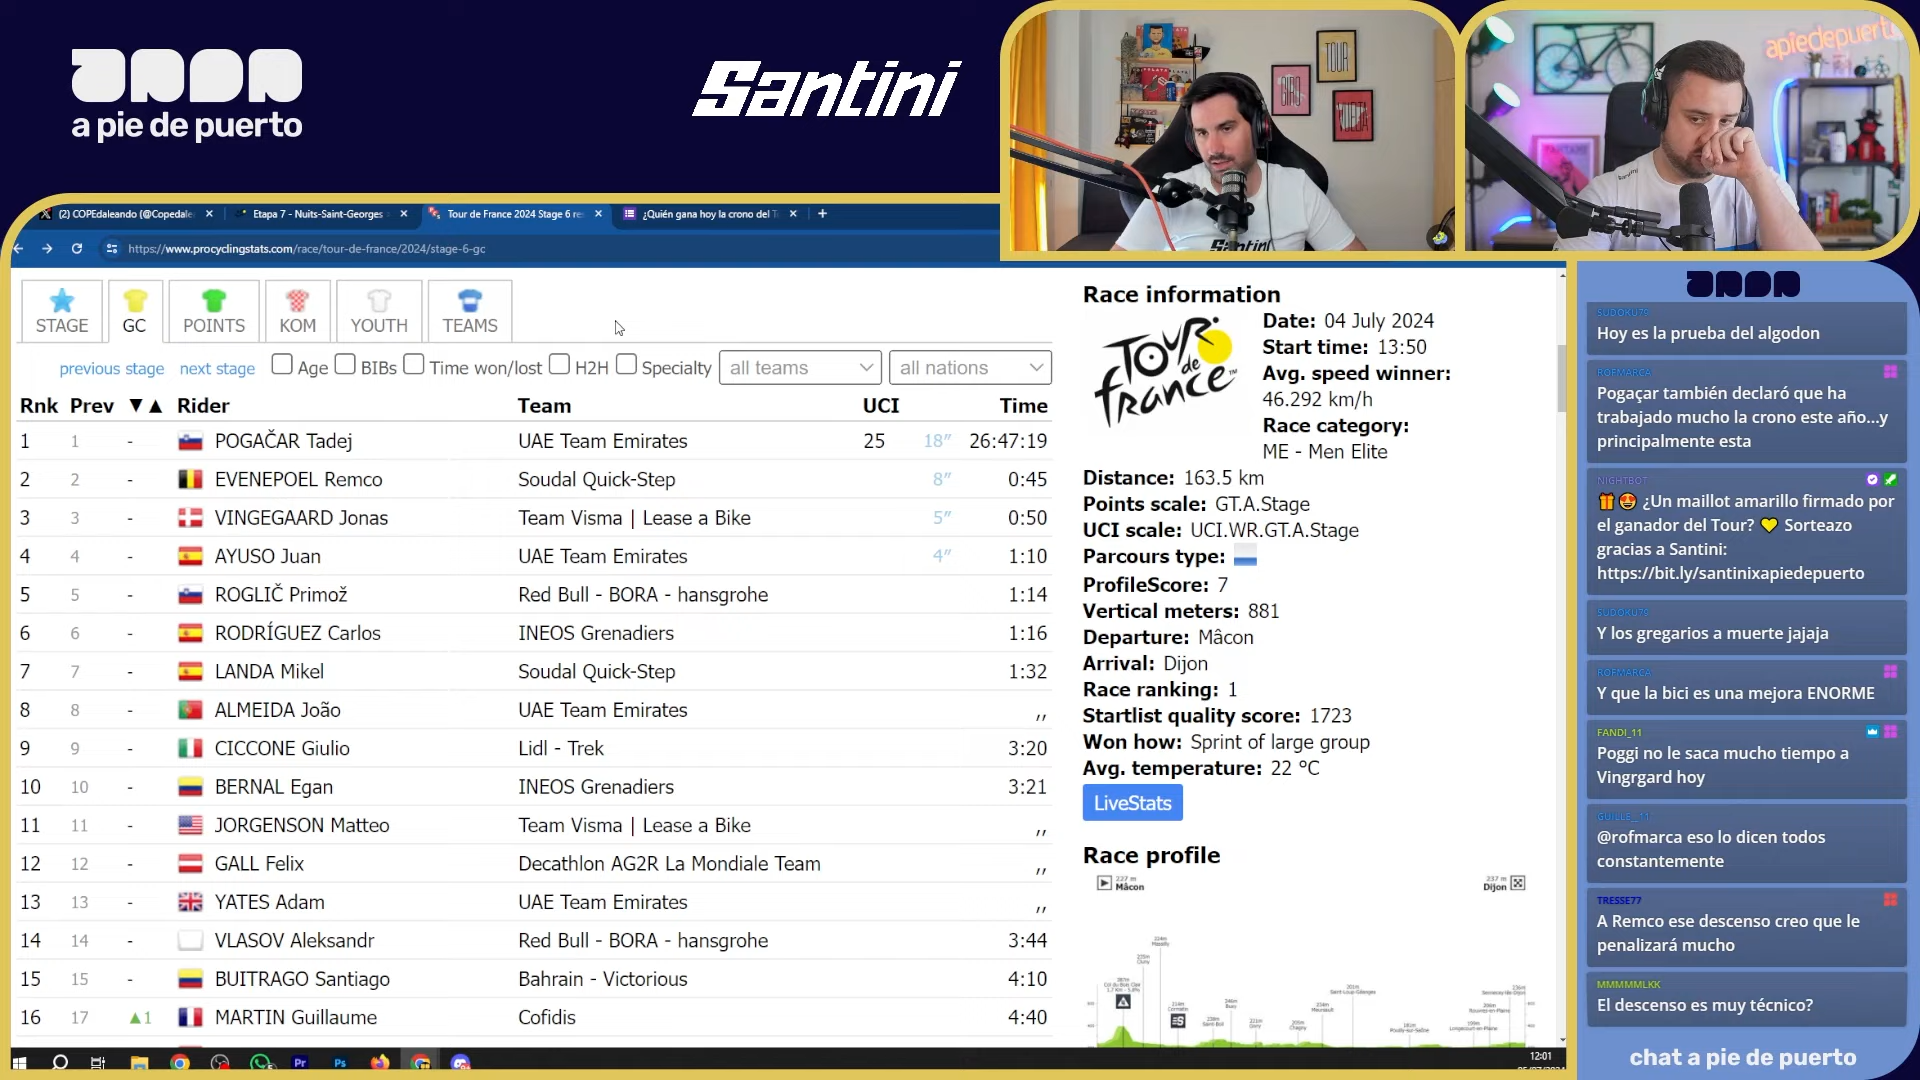 a pie de puerto
Santini
TOUR
GIRO
apiedepuerto
Santini
(2) COPEdaleando (@Copedale
Etapa 7 - Nuits-Saint-Georges
Tour de France 2024 Stage 6 re
¿Quién gana hoy la crono del T
https://www.procyclingstats.com/race/tour-de-france/2024/stage-6-gc
STAGE GC POINTS KOM YOUTH TEAMS
previous stage next stage Age BIBs Time won/lost H2H Specialty all teams all nations
Rnk Prev ▼▲ Rider Team UCI Time
1 1 - POGAČAR Tadej UAE Team Emirates 25 18″ 26:47:19
2 2 - EVENEPOEL Remco Soudal Quick-Step 8″ 0:45
3 3 - VINGEGAARD Jonas Team Visma | Lease a Bike 5″ 0:50
4 4 - AYUSO Juan UAE Team Emirates 4″ 1:10
5 5 - ROGLIČ Primož Red Bull - BORA - hansgrohe 1:14
6 6 - RODRÍGUEZ Carlos INEOS Grenadiers 1:16
7 7 - LANDA Mikel Soudal Quick-Step 1:32
8 8 - ALMEIDA João UAE Team Emirates ,,
9 9 - CICCONE Giulio Lidl - Trek 3:20
10 10 - BERNAL Egan INEOS Grenadiers 3:21
11 11 - JORGENSON Matteo Team Visma | Lease a Bike ,,
12 12 - GALL Felix Decathlon AG2R La Mondiale Team ,,
13 13 - YATES Adam UAE Team Emirates ,,
14 14 - VLASOV Aleksandr Red Bull - BORA - hansgrohe 3:44
15 15 - BUITRAGO Santiago Bahrain - Victorious 4:10
16 17 ▲1 MARTIN Guillaume Cofidis 4:40
Race information
TOUR de france
Date: 04 July 2024
Start time: 13:50
Avg. speed winner:
46.292 km/h
Race category:
ME - Men Elite
Distance: 163.5 km
Points scale: GT.A.Stage
UCI scale: UCI.WR.GT.A.Stage
Parcours type:
ProfileScore: 7
Vertical meters: 881
Departure: Mâcon
Arrival: Dijon
Race ranking: 1
Startlist quality score: 1723
Won how: Sprint of large group
Avg. temperature: 22 °C
LiveStats
Race profile
227 m
Mâcon
237 m
Dijon
12:01
SUDOKU79
Hoy es la prueba del algodon
ROFMARCA
Pogaçar también declaró que ha
trabajado mucho la crono este año...y
principalmente esta
NIGHTBOT
🎁😍 ¿Un maillot amarillo firmado por
el ganador del Tour? 💛 Sorteazo
gracias a Santini:
https://bit.ly/santinixapiedepuerto
SUDOKU79
Y los gregarios a muerte jajaja
ROFMARCA
Y que la bici es una mejora ENORME
FANDI_11
Poggi no le saca mucho tiempo a
Vingrgard hoy
@rofmarca eso lo dicen todos
constantemente
TRESSE77
A Remco ese descenso creo que le
penalizará mucho
MMMMMLKK
El descenso es muy técnico?
chat a pie de puerto